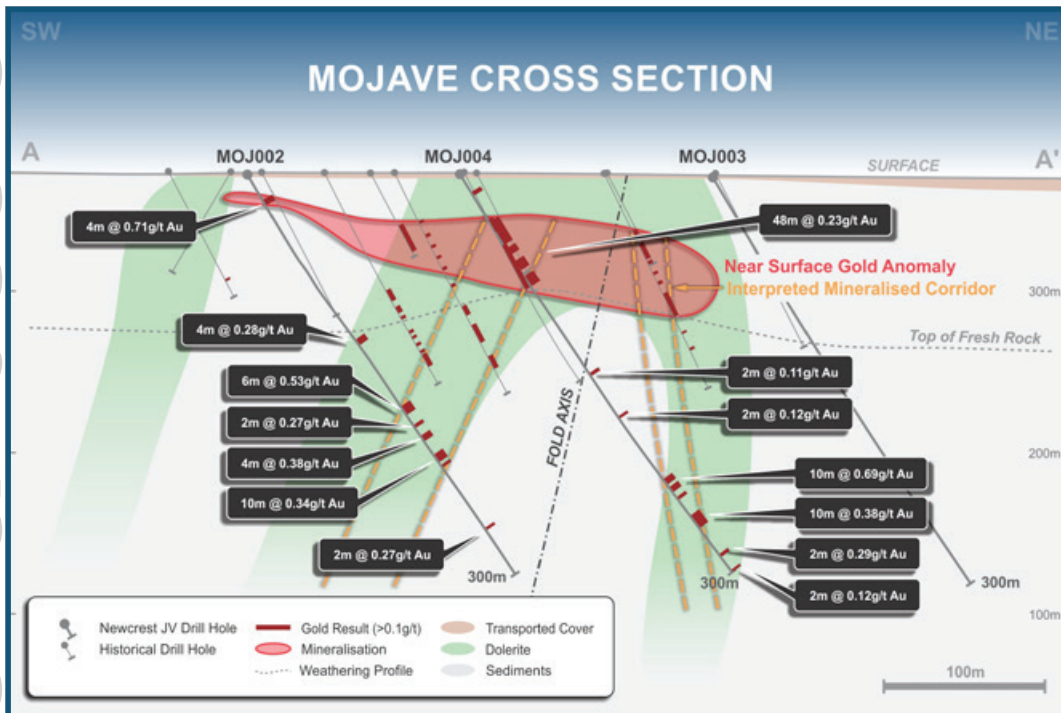 SW
NE
MOJAVE CROSS SECTION
A
MOJ002
MOJ004
MOJ003
SURFACE
A'
4m @ 0.71g/t Au
48m @ 0.23g/t Au
Near Surface Gold Anomaly
Interpreted Mineralised Corridor
300m
4m @ 0.28g/t Au
Top of Fresh Rock
6m @ 0.53g/t Au
2m @ 0.11g/t Au
2m @ 0.27g/t Au
2m @ 0.12g/t Au
FOLD AXIS
4m @ 0.38g/t Au
200m
10m @ 0.34g/t Au
10m @ 0.69g/t Au
10m @ 0.38g/t Au
2m @ 0.27g/t Au
2m @ 0.29g/t Au
300m
300m
300m
2m @ 0.12g/t Au
100m
Newcrest JV Drill Hole
Gold Result (>0.1g/t)
Transported Cover
Historical Drill Hole
Mineralisation
Dolerite
Weathering Profile
Sediments
100m